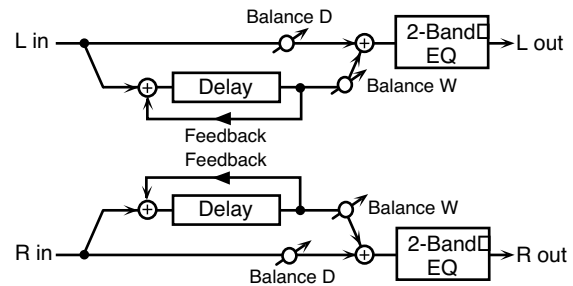 Balance D
L in
2-Band
EQ
L out
Delay
Balance W
Feedback
Feedback
Delay
Balance W
R in
2-Band
EQ
R out
Balance D